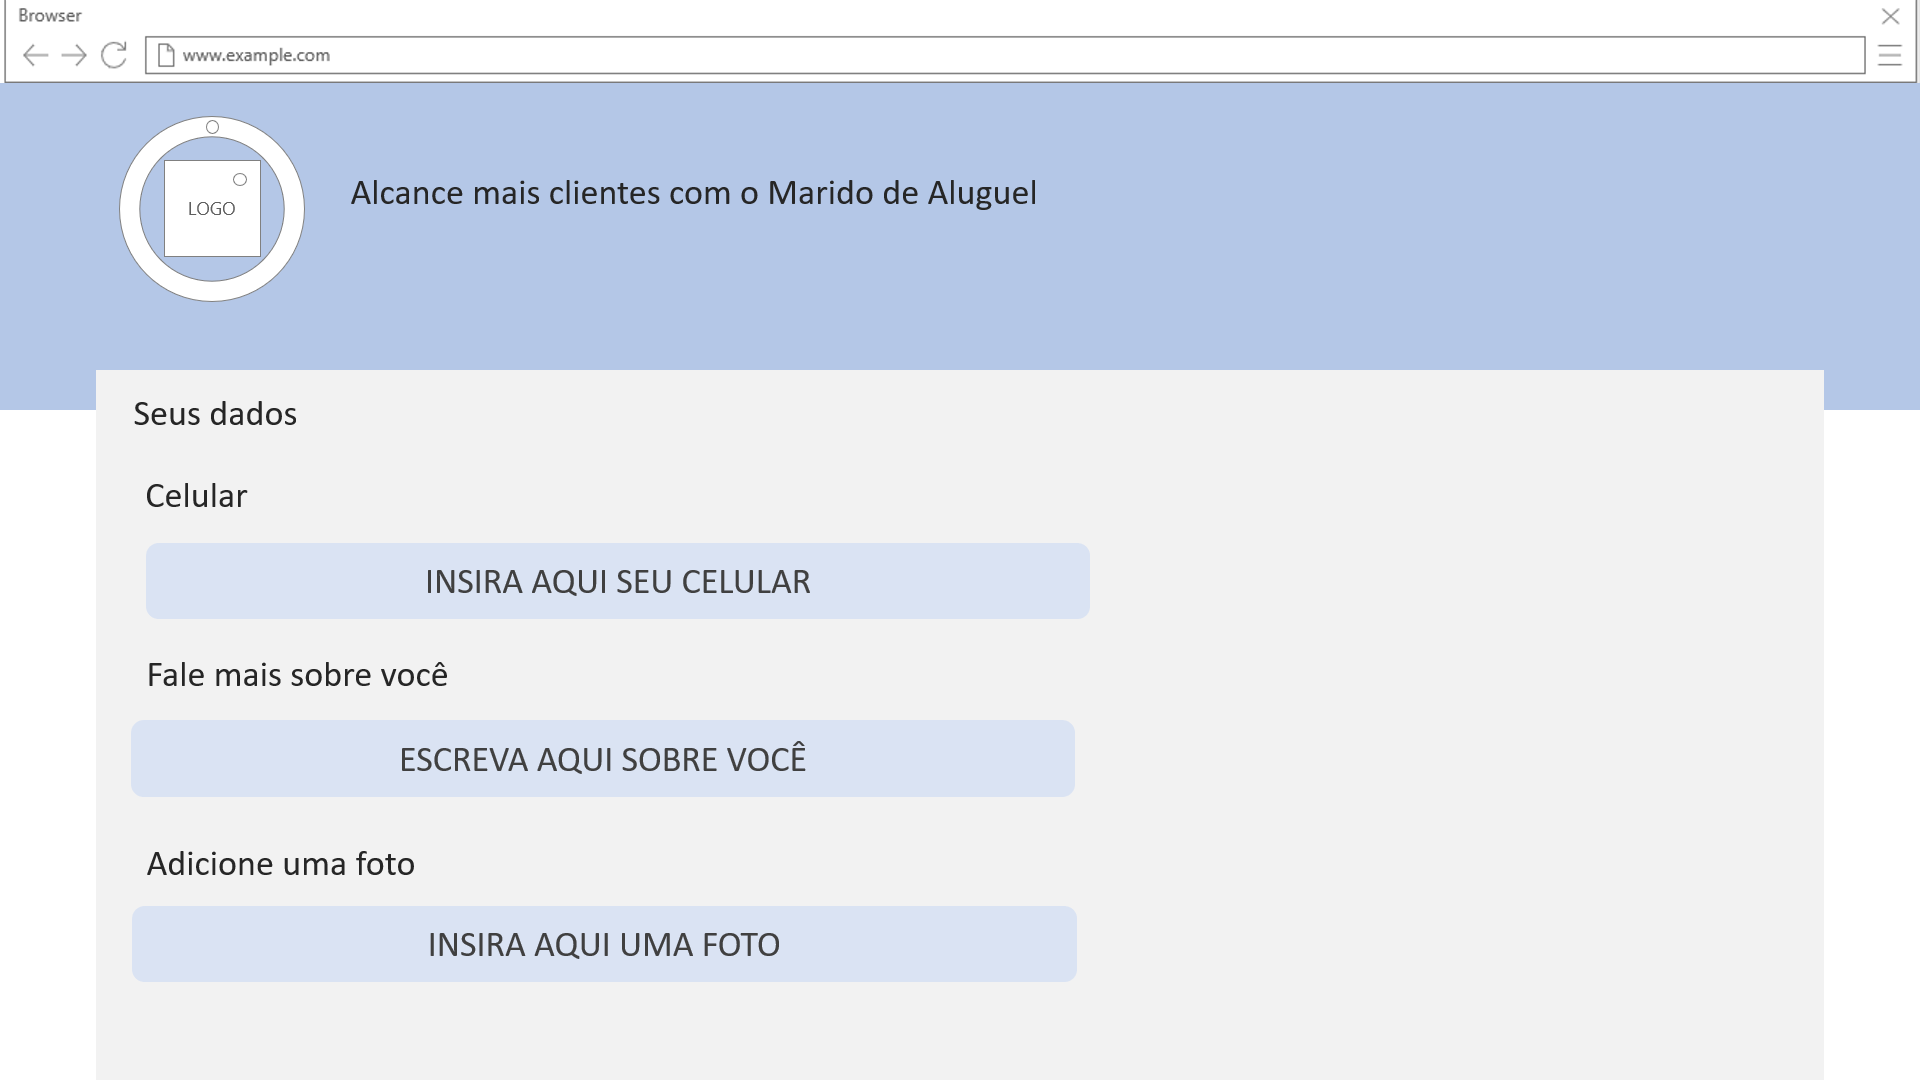 Browser
www.example.com
LOGO
Alcance mais clientes com o Marido de Aluguel
Seus dados
Celular
INSIRA AQUI SEU CELULAR
Fale mais sobre você
ESCREVA AQUI SOBRE VOCÊ
Adicione uma foto
INSIRA AQUI UMA FOTO